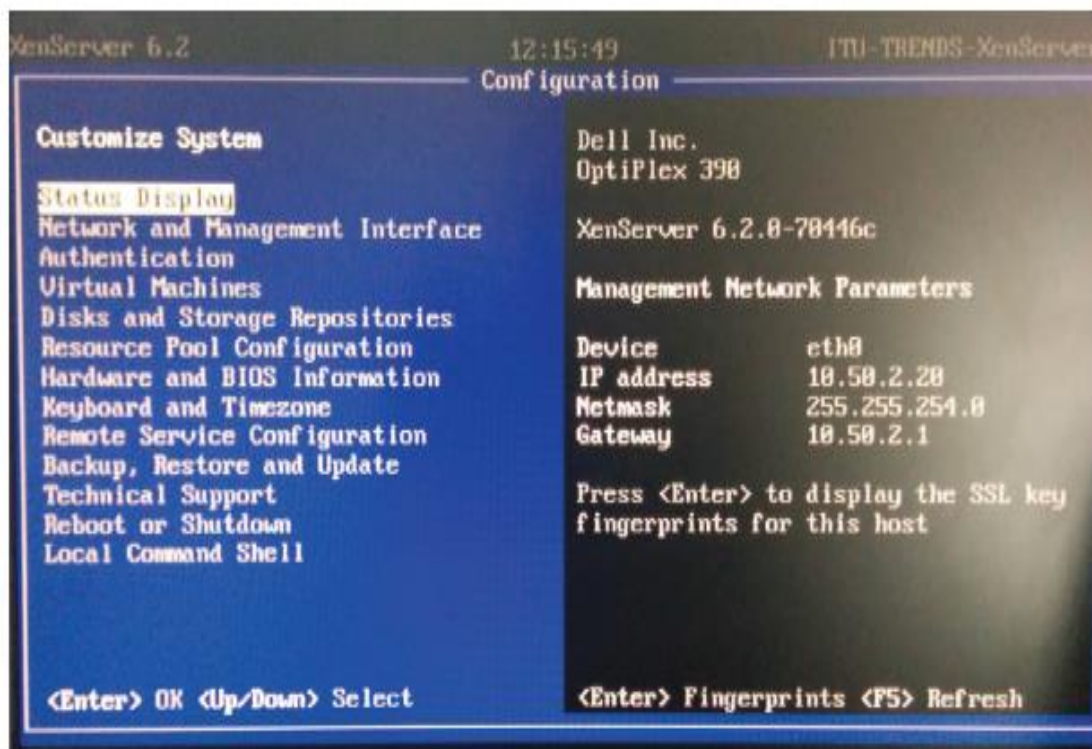 XenServer 6.2 12:15:49 ITU-TRENDS-XenServe
Configuration
Customize System
Status Display
Network and Management Interface
Authentication
Virtual Machines
Disks and Storage Repositories
Resource Pool Configuration
Hardware and BIOS Information
Keyboard and Timezone
Remote Service Configuration
Backup, Restore and Update
Technical Support
Reboot or Shutdown
Local Command Shell
<Enter> OK <Up/Down> Select
Dell Inc.
OptiPlex 390
XenServer 6.2.0-70446c
Management Network Parameters
Device eth0
IP address 10.50.2.20
Netmask 255.255.254.0
Gateway 10.50.2.1
Press <Enter> to display the SSL key
fingerprints for this host
<Enter> Fingerprints <F5> Refresh